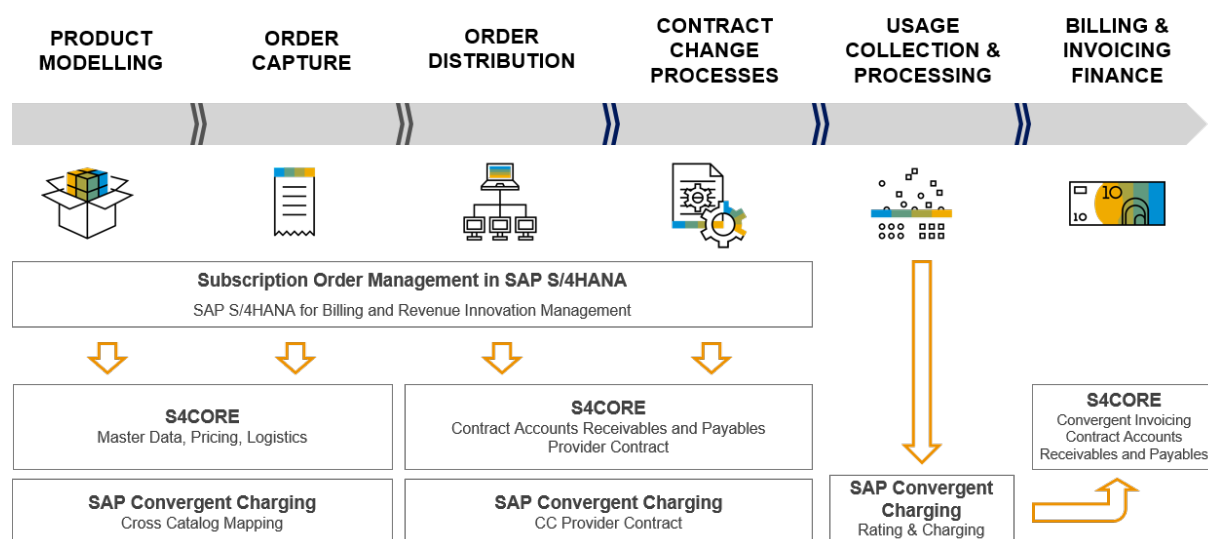 PRODUCT
MODELLING
ORDER
CAPTURE
ORDER
DISTRIBUTION
CONTRACT
CHANGE
PROCESSES
USAGE
COLLECTION &
PROCESSING
BILLING &
INVOICING
FINANCE
10
10
Subscription Order Management in SAP S/4HANA
SAP S/4HANA for Billing and Revenue Innovation Management
S4CORE
Master Data, Pricing, Logistics
S4CORE
Contract Accounts Receivables and Payables
Provider Contract
S4CORE
Convergent Invoicing
Contract Accounts
Receivables and Payables
SAP Convergent Charging
Cross Catalog Mapping
SAP Convergent Charging
CC Provider Contract
SAP Convergent
Charging
Rating & Charging